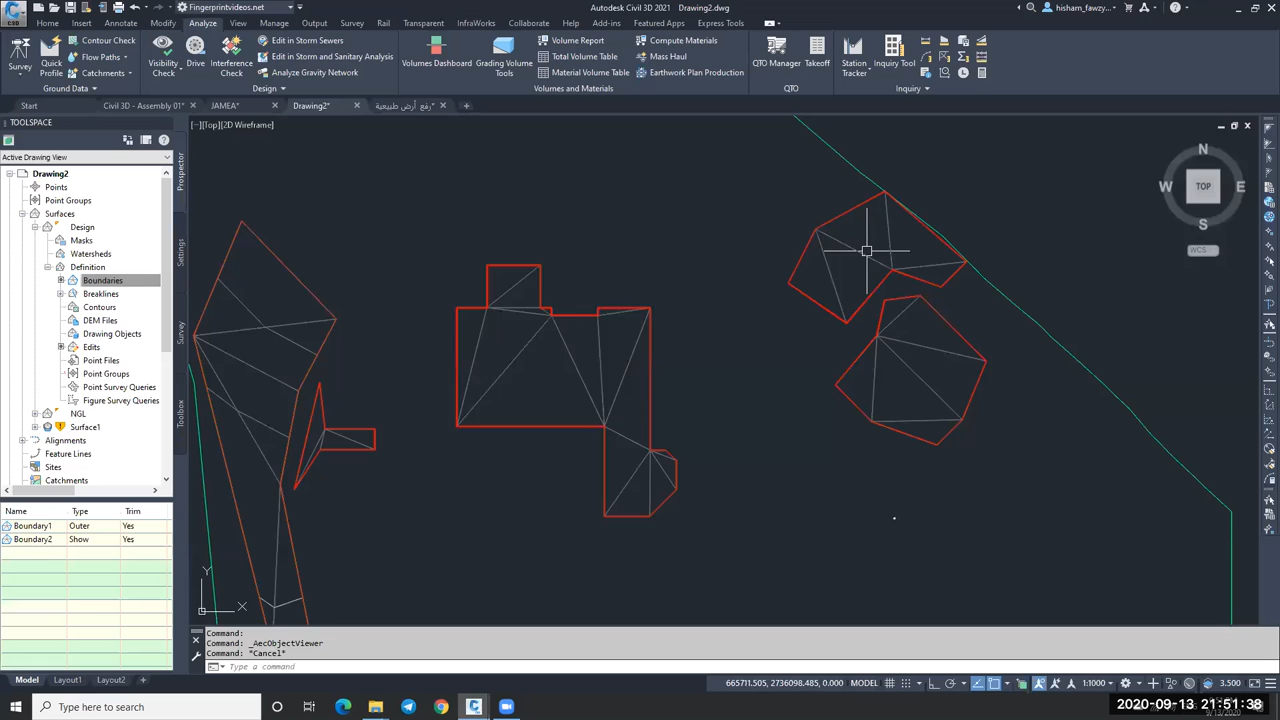 Fingerprintvideos.net
Autodesk Civil 3D 2021 Drawing2.dwg
hisham_fawzy...
C3D
Home Insert Annotate Modify Analyze View Manage Output Survey Rail Transparent InfraWorks Collaborate Help Add-ins Featured Apps Express Tools
Survey
Quick Profile
Contour Check
Flow Paths
Catchments
Ground Data
Visibility Check
Drive
Interference Check
Edit in Storm Sewers
Edit in Storm and Sanitary Analysis
Analyze Gravity Network
Design
Volumes Dashboard
Grading Volume Tools
Volume Report
Total Volume Table
Material Volume Table
Compute Materials
Mass Haul
Earthwork Plan Production
Volumes and Materials
QTO Manager
Takeoff
QTO
Station Tracker
Inquiry Tool
Inquiry
Start Civil 3D - Assembly 01* JAMEA* Drawing2* رفع أرض طبيعية*
TOOLSPACE
Active Drawing View
Drawing2
Points
Point Groups
Surfaces
Design
Masks
Watersheds
Definition
Boundaries
Breaklines
Contours
DEM Files
Drawing Objects
Edits
Point Files
Point Groups
Point Survey Queries
Figure Survey Queries
NGL
Surface1
Alignments
Feature Lines
Sites
Catchments
Prospector
Settings
Survey
Toolbox
Name Type Trim
Boundary1 Outer Yes
Boundary2 Show Yes
[−][Top][2D Wireframe]
N
W TOP E
S
WCS
Y
X
Command:
Command: _AecObjectViewer
Command: *Cancel*
Type a command
Model Layout1 Layout2
665711.505, 2736098.485, 0.000 MODEL 1:1000 3.500
Type here to search
2020-09-13 21:51:38